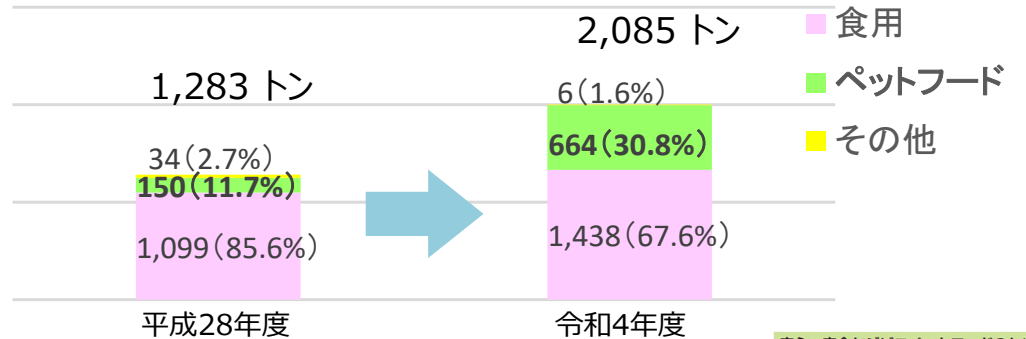 2,085 トン
食用
1,283 トン
6(1.6%)
ペットフード
664(30.8%)
その他
34(2.7%)
150(11.7%)
1,099(85.6%)
1,438(67.6%)
平成28年度
令和4年度